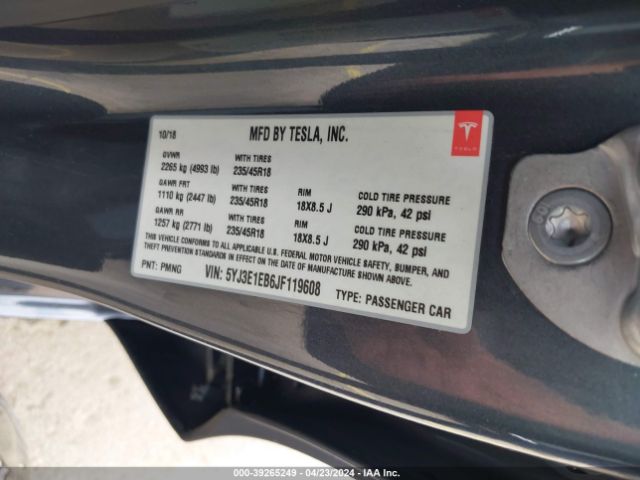 10/18 MFD BY TESLA, INC.
TESLA
GVWR WITH TIRES
2265 kg (4993 lb) 235/45R18
GAWR FRT WITH TIRES RIM COLD TIRE PRESSURE
1110 kg (2447 lb) 235/45R18 18X8.5 J 290 kPa, 42 psi
GAWR RR WITH TIRES RIM COLD TIRE PRESSURE
1257 kg (2771 lb) 235/45R18 18X8.5 J 290 kPa, 42 psi
THIS VEHICLE CONFORMS TO ALL APPLICABLE U.S. FEDERAL MOTOR VEHICLE SAFETY, BUMPER, AND
THEFT PREVENTION STANDARDS IN EFFECT ON THE DATE OF MANUFACTURE SHOWN ABOVE.
PNT: PMNG VIN: 5YJ3E1EB6JF119608 TYPE: PASSENGER CAR
000-39265249 - 04/23/2024 - IAA Inc.